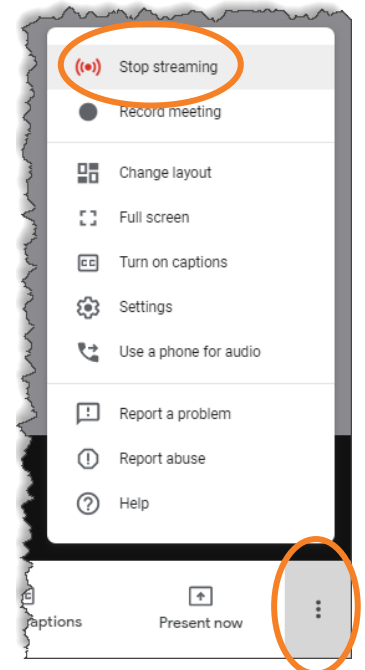 Stop streaming
Record meeting
Change layout
Full screen
CC Turn on captions
Settings
Use a phone for audio
Report a problem
Report abuse
Help
aptions Present now